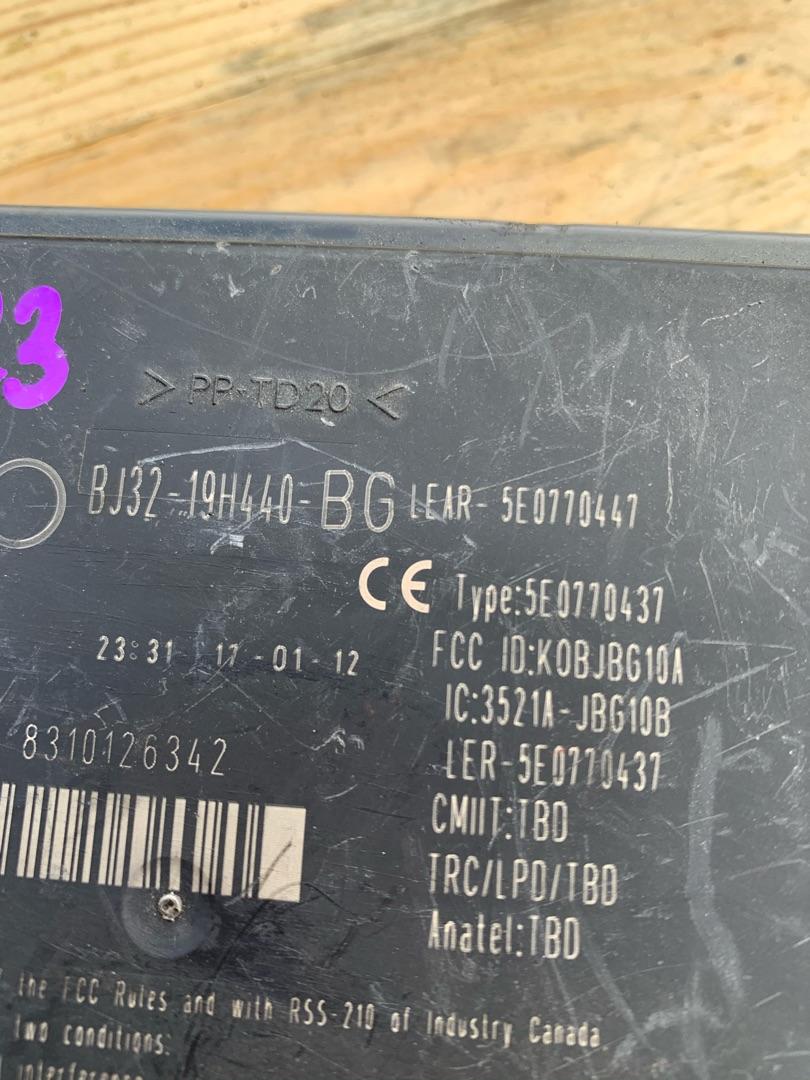 3
> PP-TD20 <
BJ32-19H440-BG LEAR- 5E0770447
CE Type:5E0770437
23:31 17-01-12
FCC ID:KOBJBG10A
IC:3521A-JBG10B
8310126342
LER-5E0770437
CMIIT:TBD
TRC/LPD/TBD
Anatel:TBD
the FCC Rules and with RSS-210 of Industry Canada
two conditions:
interference